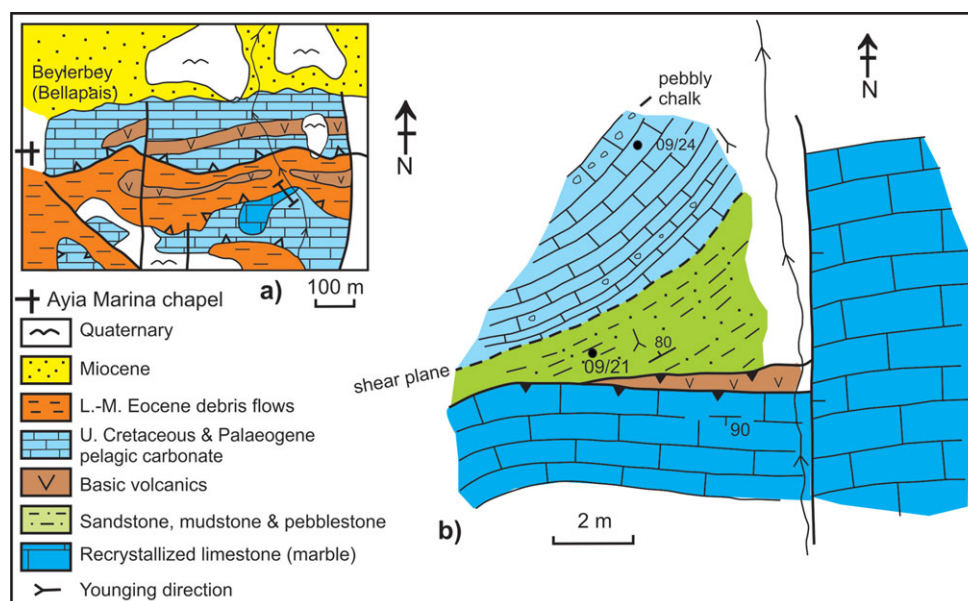 Beylerbey
(Bellapais)
N
a)
100 m
Ayia Marina chapel
Quaternary
Miocene
L.-M. Eocene debris flows
U. Cretaceous & Palaeogene
pelagic carbonate
Basic volcanics
Sandstone, mudstone & pebblestone
Recrystallized limestone (marble)
Younging direction
pebbly
chalk
N
09/24
80
09/21
shear plane
90
b)
2 m